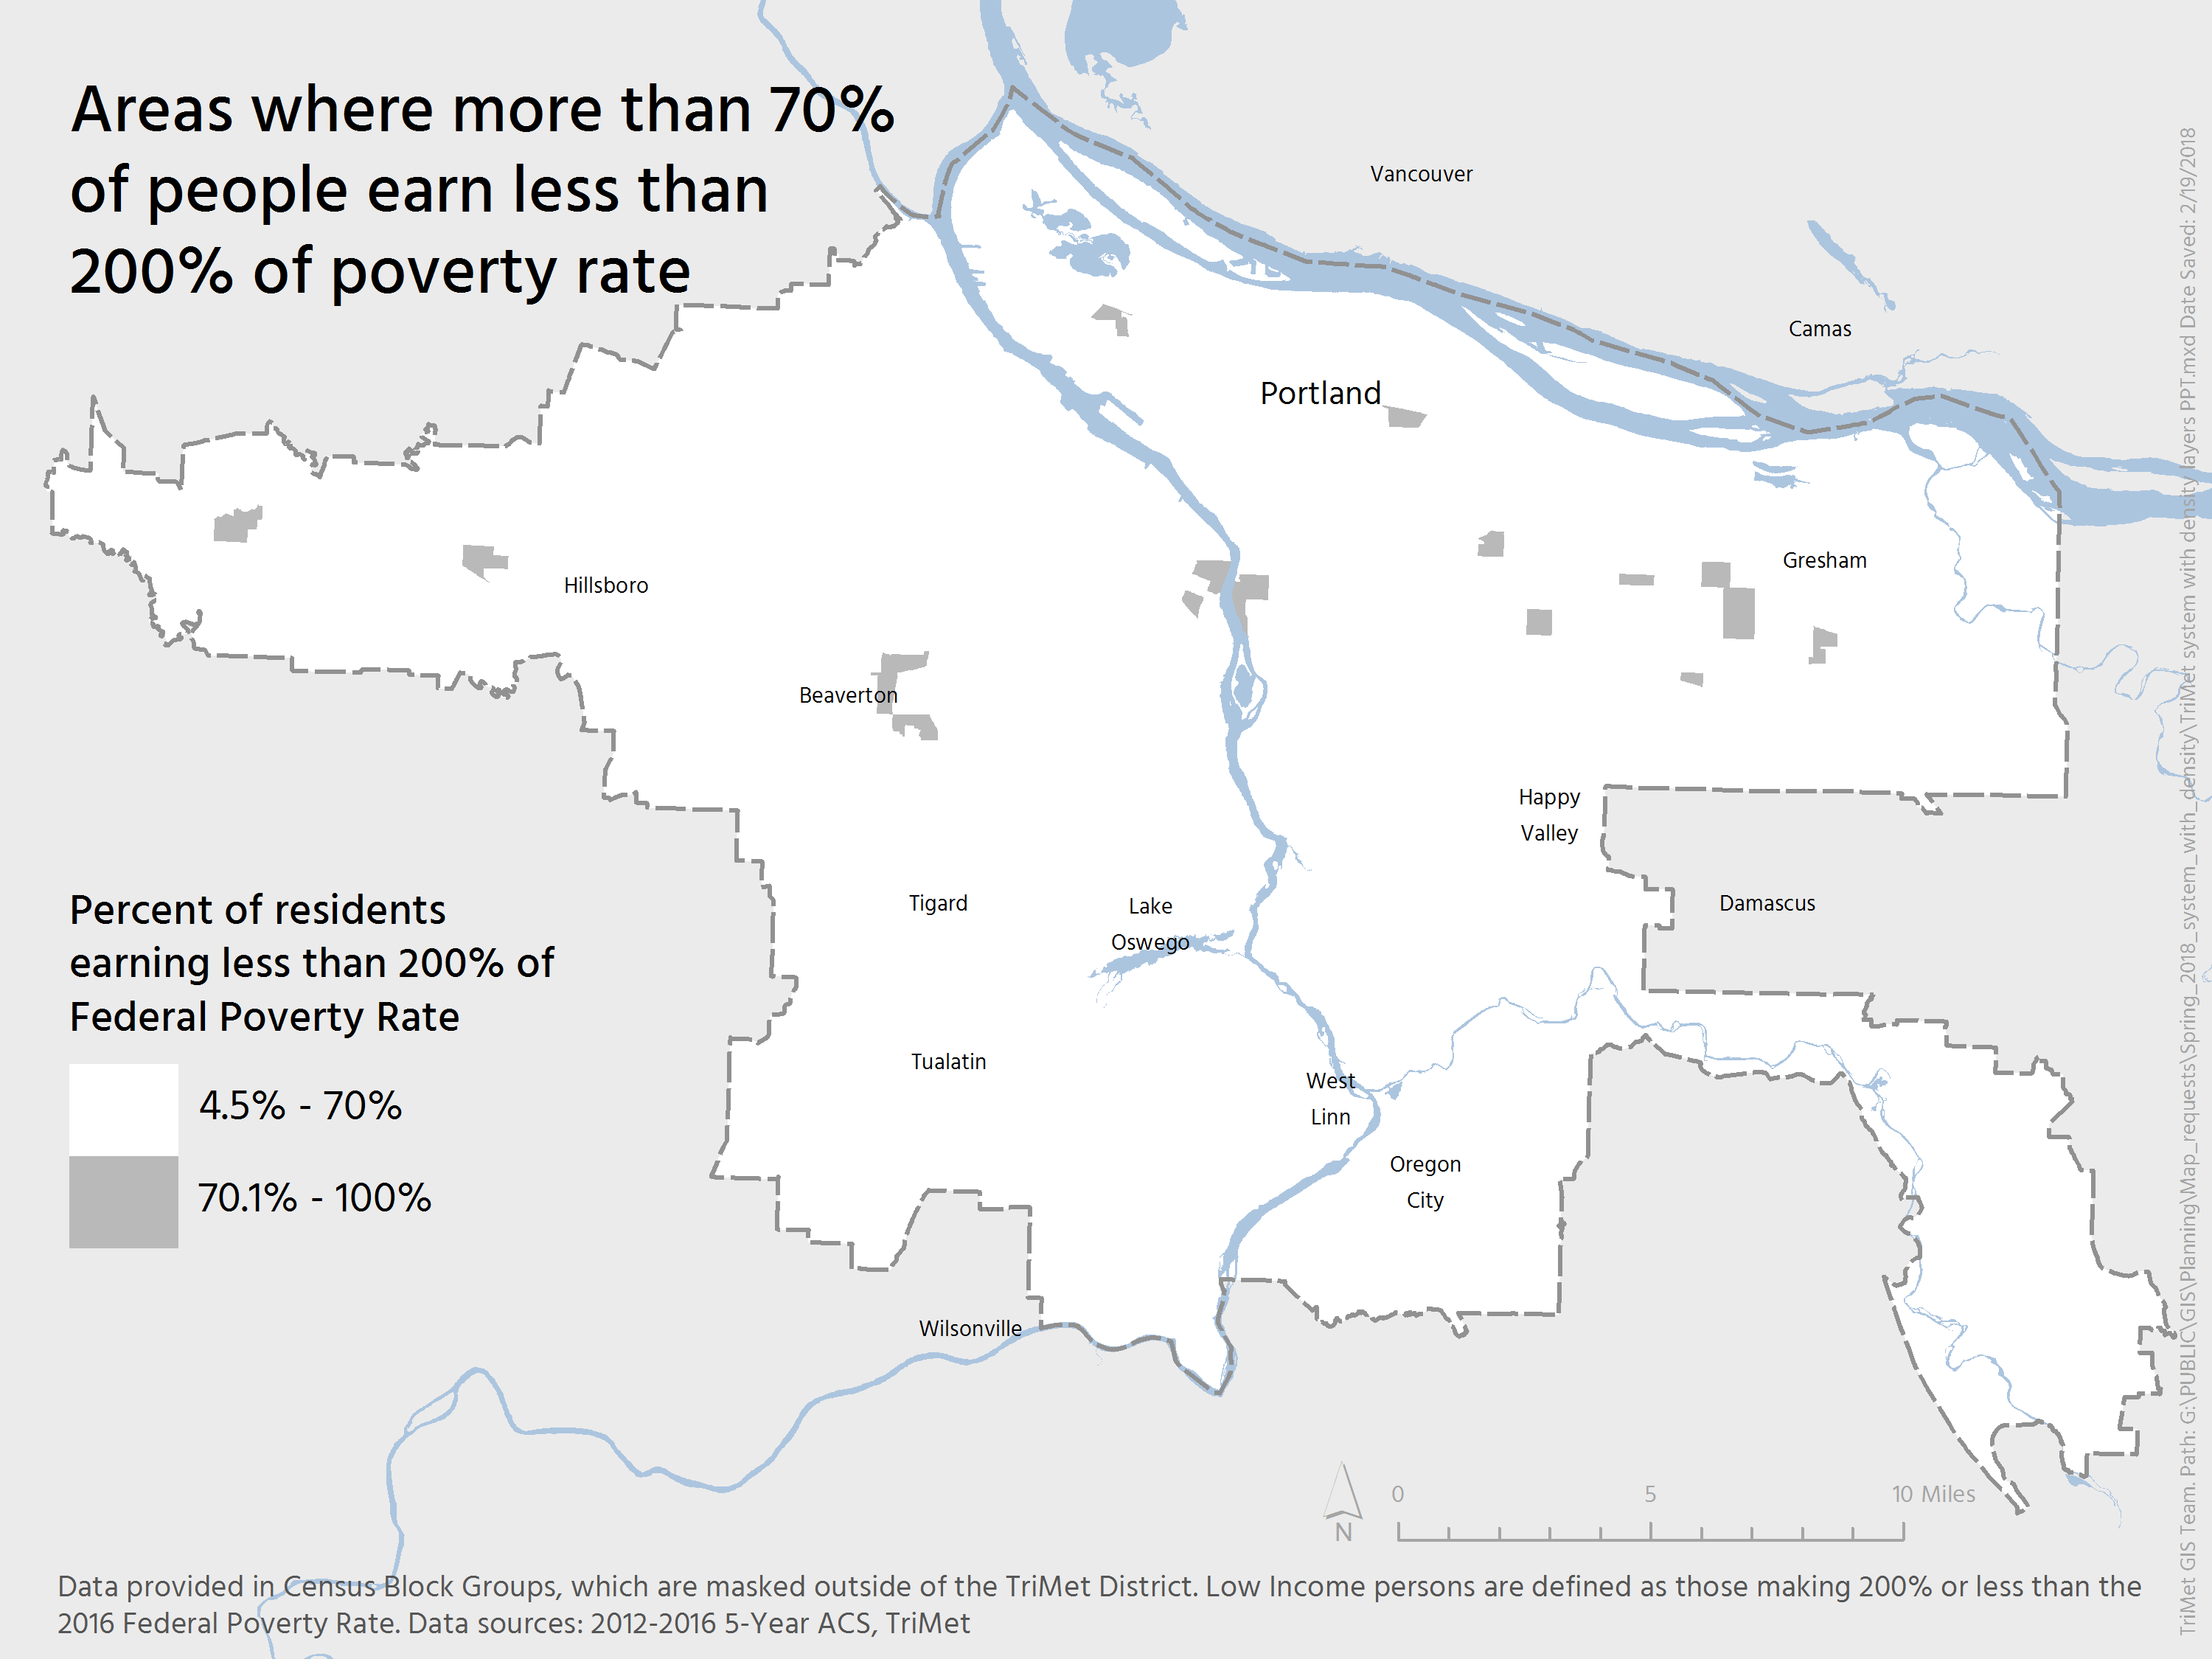 Areas where more than 70%
of people earn less than
200% of poverty rate
Vancouver
Camas
Portland
Gresham
Hillsboro
Beaverton
Happy
Valley
Tigard
Lake
Oswego
Damascus
Percent of residents
earning less than 200% of
Federal Poverty Rate
4.5% - 70%
70.1% - 100%
Tualatin
West
Linn
Oregon
City
Wilsonville
N
0 5 10 Miles
Data provided in Census Block Groups, which are masked outside of the TriMet District. Low Income persons are defined as those making 200% or less than the
2016 Federal Poverty Rate. Data sources: 2012-2016 5-Year ACS, TriMet
TriMet GIS Team. Path: G:\PUBLIC\GIS\Planning\Map_requests\Spring_2018_system_with_density\TriMet system with density layers PPT.mxd Date Saved: 2/19/2018